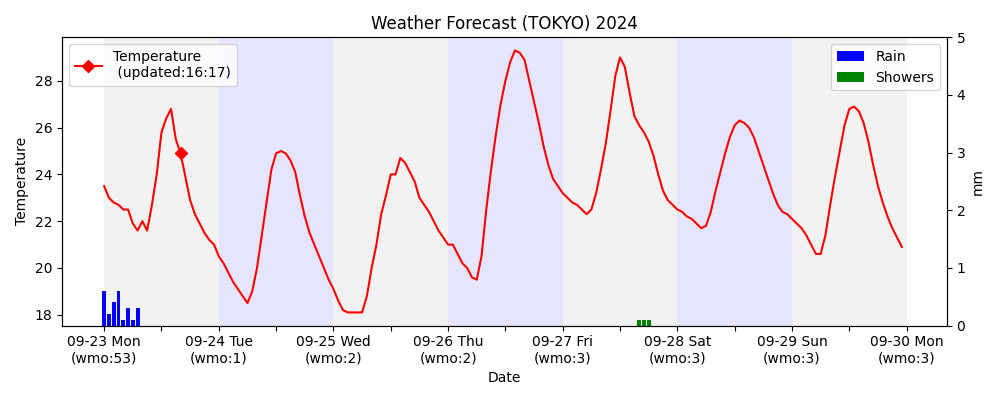 Weather Forecast (TOKYO) 2024
Temperature
(updated:16:17)
Rain
Showers
Temperature
28
26
24
22
20
18
5
4
3
2
1
0
mm
09-23 Mon
(wmo:53)
09-24 Tue
(wmo:1)
09-25 Wed
(wmo:2)
09-26 Thu
(wmo:2)
09-27 Fri
(wmo:3)
09-28 Sat
(wmo:3)
09-29 Sun
(wmo:3)
09-30 Mon
(wmo:3)
Date